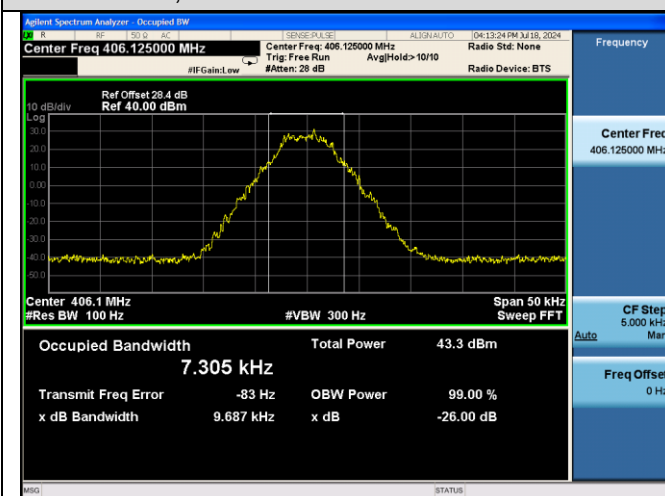 Agilent Spectrum Analyzer - Occupied BW
R RF 50 Ω AC SENSE:PULSE ALIGNAUTO 04:13:24 PM Jul 18, 2024
Center Freq 406.125000 MHz
Center Freq: 406.125000 MHz
Radio Std: None
Trig: Free Run Avg|Hold:>10/10
#IFGain:Low #Atten: 28 dB Radio Device: BTS
Frequency
Ref Offset 28.4 dB
10 dB/div Ref 40.00 dBm
Log
30.0
20.0
10.0
0.00
-10.0
-20.0
-30.0
-40.0
-50.0
Center Freq
406.125000 MHz
Center 406.1 MHz Span 50 kHz
#Res BW 100 Hz #VBW 300 Hz Sweep FFT
CF Step
5.000 kHz
Auto Man
Occupied Bandwidth Total Power 43.3 dBm
7.305 kHz
Transmit Freq Error -83 Hz OBW Power 99.00 %
x dB Bandwidth 9.687 kHz x dB -26.00 dB
Freq Offset
0 Hz
MSG STATUS